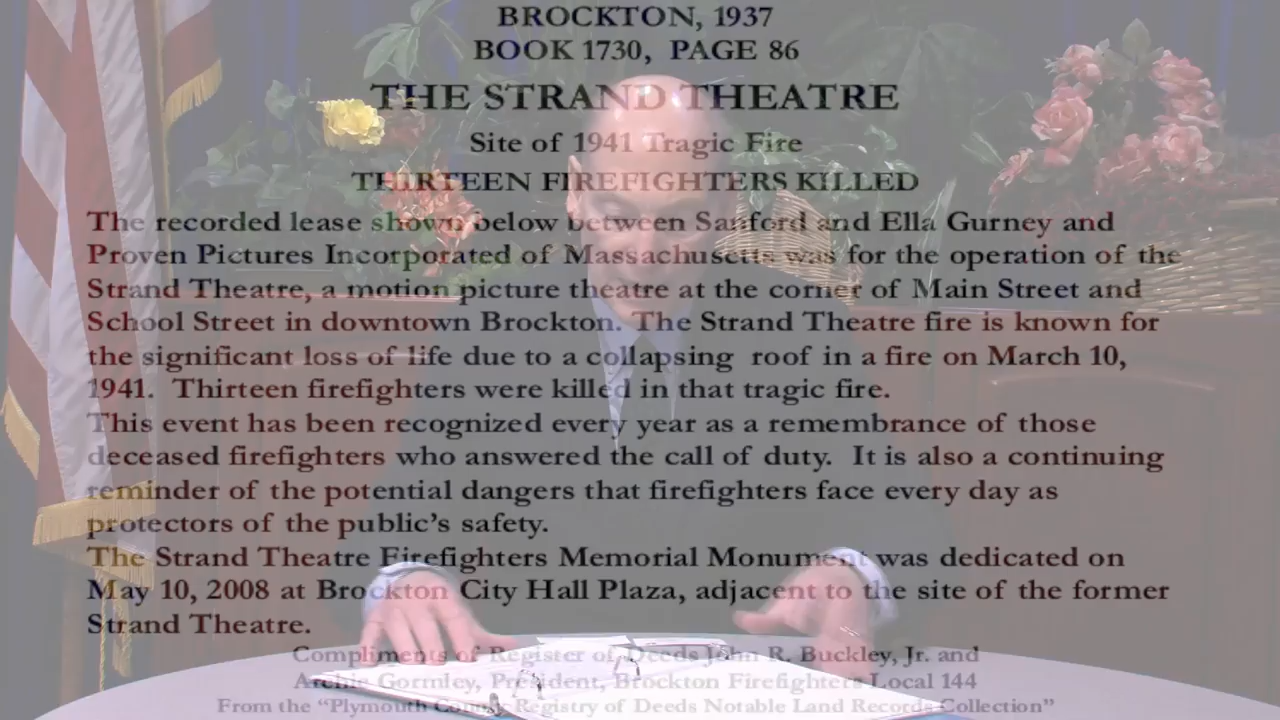 BROCKTON, 1937
BOOK 1730, PAGE 86
THE STRAND THEATRE
Site of 1941 Tragic Fire
THIRTEEN FIREFIGHTERS KILLED
The recorded lease shown below between Sanford and Ella Gurney and
Proven Pictures Incorporated of Massachusetts was for the operation of the
Strand Theatre, a motion picture theatre at the corner of Main Street and
School Street in downtown Brockton. The Strand Theatre fire is known for
the significant loss of life due to a collapsing roof in a fire on March 10,
1941. Thirteen firefighters were killed in that tragic fire.
This event has been recognized every year as a remembrance of those
deceased firefighters who answered the call of duty. It is also a continuing
reminder of the potential dangers that firefighters face every day as
protectors of the public's safety.
The Strand Theatre Firefighters Memorial Monument was dedicated on
May 10, 2008 at Brockton City Hall Plaza, adjacent to the site of the former
Strand Theatre.
Compliments of Register of Deeds John R. Buckley, Jr. and
Archie Gormley, President, Brockton Firefighters Local 144
From the “Plymouth County Registry of Deeds Notable Land Records Collection”